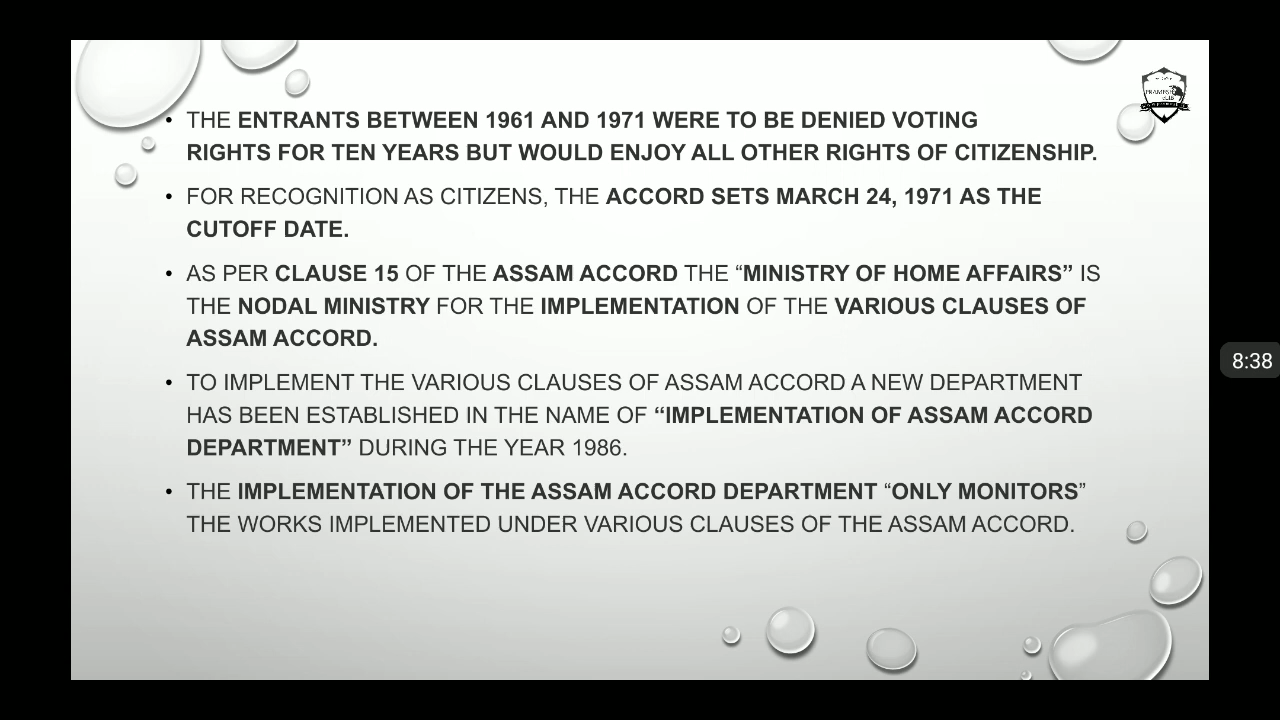 • THE ENTRANTS BETWEEN 1961 AND 1971 WERE TO BE DENIED VOTING
RIGHTS FOR TEN YEARS BUT WOULD ENJOY ALL OTHER RIGHTS OF CITIZENSHIP.
• FOR RECOGNITION AS CITIZENS, THE ACCORD SETS MARCH 24, 1971 AS THE
CUTOFF DATE.
• AS PER CLAUSE 15 OF THE ASSAM ACCORD THE “MINISTRY OF HOME AFFAIRS” IS
THE NODAL MINISTRY FOR THE IMPLEMENTATION OF THE VARIOUS CLAUSES OF
ASSAM ACCORD.
• TO IMPLEMENT THE VARIOUS CLAUSES OF ASSAM ACCORD A NEW DEPARTMENT
HAS BEEN ESTABLISHED IN THE NAME OF “IMPLEMENTATION OF ASSAM ACCORD
DEPARTMENT” DURING THE YEAR 1986.
• THE IMPLEMENTATION OF THE ASSAM ACCORD DEPARTMENT “ONLY MONITORS”
THE WORKS IMPLEMENTED UNDER VARIOUS CLAUSES OF THE ASSAM ACCORD.
8:38